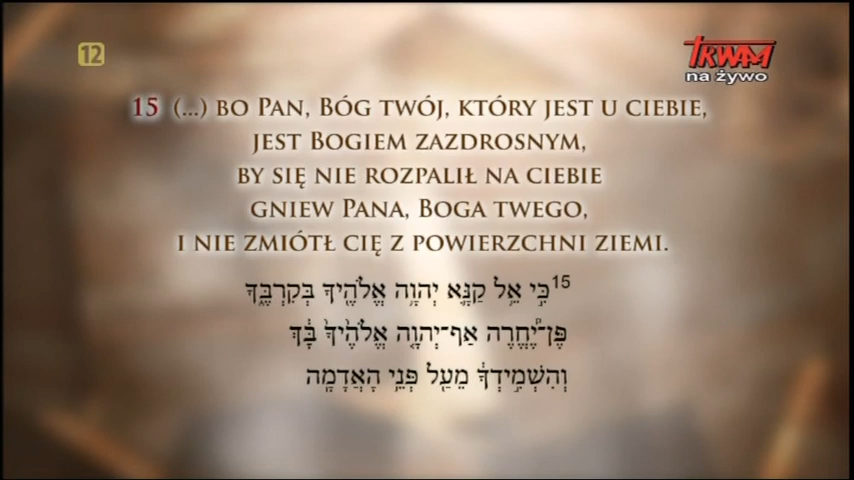 12
TRWAM
na żywo
15 (...) BO PAN, BÓG TWÓJ, KTÓRY JEST U CIEBIE,
JEST BOGIEM ZAZDROSNYM,
BY SIĘ NIE ROZPALIŁ NA CIEBIE
GNIEW PANA, BOGA TWEGO,
I NIE ZMIÓTŁ CIĘ Z POWIERZCHNI ZIEMI.
15כִּ֣י אֵ֥ל קַנָּ֛א יְהוָ֥ה אֱלֹהֶ֖יךָ בְּקִרְבֶּ֑ךָ
פֶּן־יֶ֠חֱרֶה אַף־יְהוָ֤ה אֱלֹהֶ֙יךָ֙ בָּ֔ךְ
וְהִשְׁמִ֣ידְךָ֔ מֵעַ֖ל פְּנֵ֥י הָאֲדָמָֽה